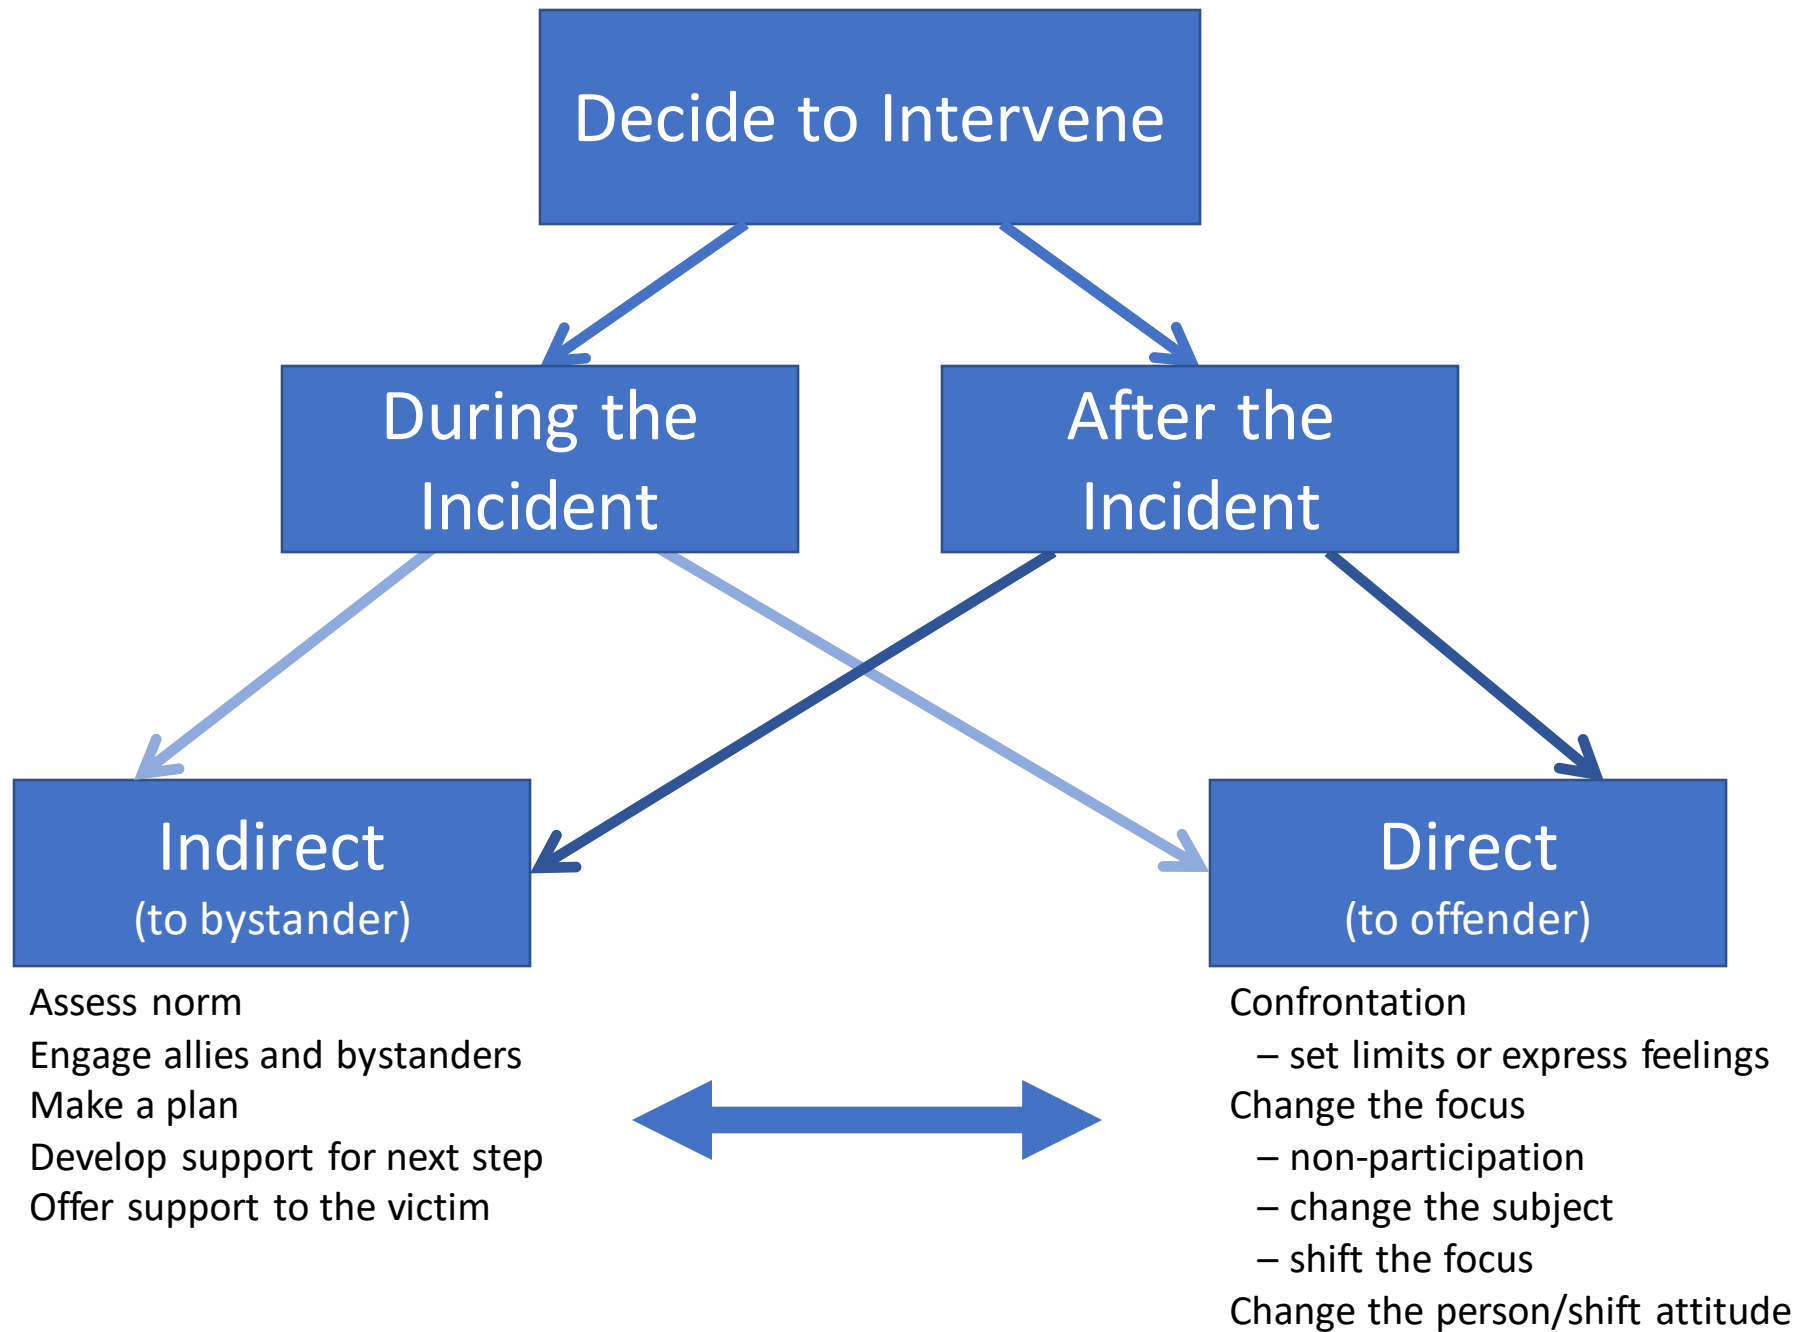 Decide to Intervene
During the
Incident
After the
Incident
Indirect
(to bystander)
Direct
(to offender)
Assess norm
Engage allies and bystanders
Make a plan
Develop support for next step
Offer support to the victim
Confrontation
– set limits or express feelings
Change the focus
– non-participation
– change the subject
– shift the focus
Change the person/shift attitude